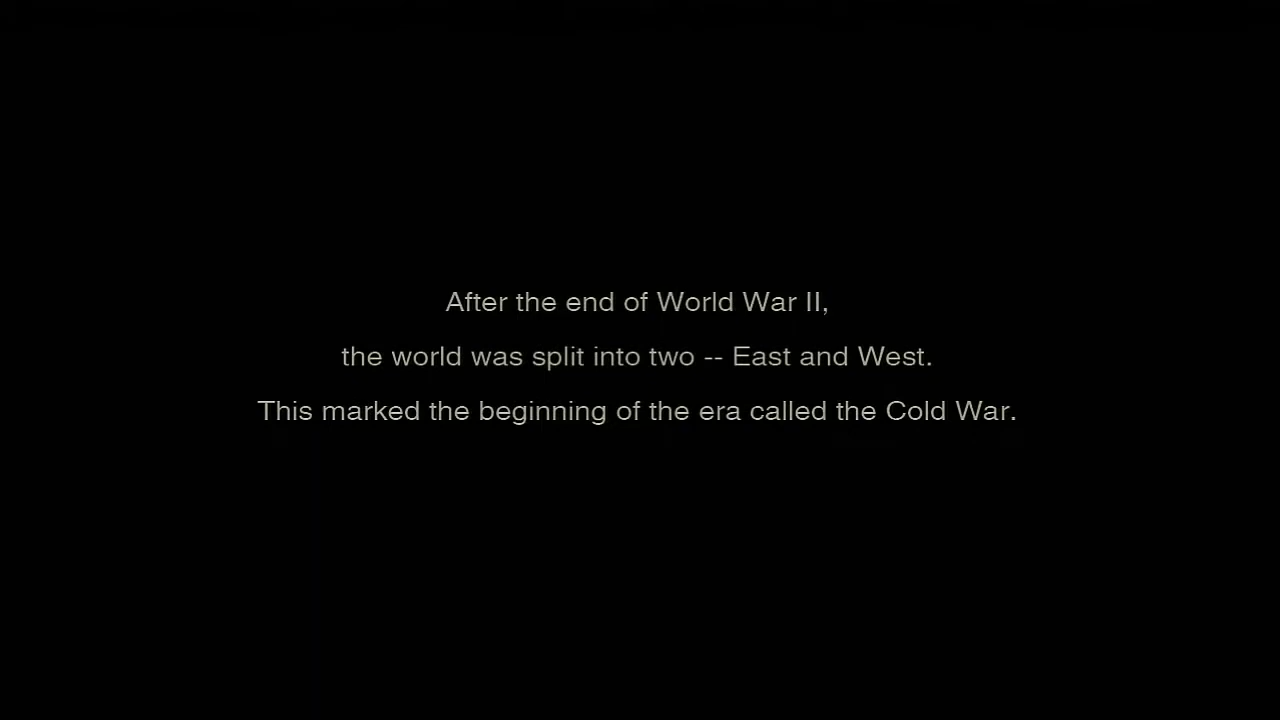 After the end of World War II,
the world was split into two -- East and West.
This marked the beginning of the era called the Cold War.